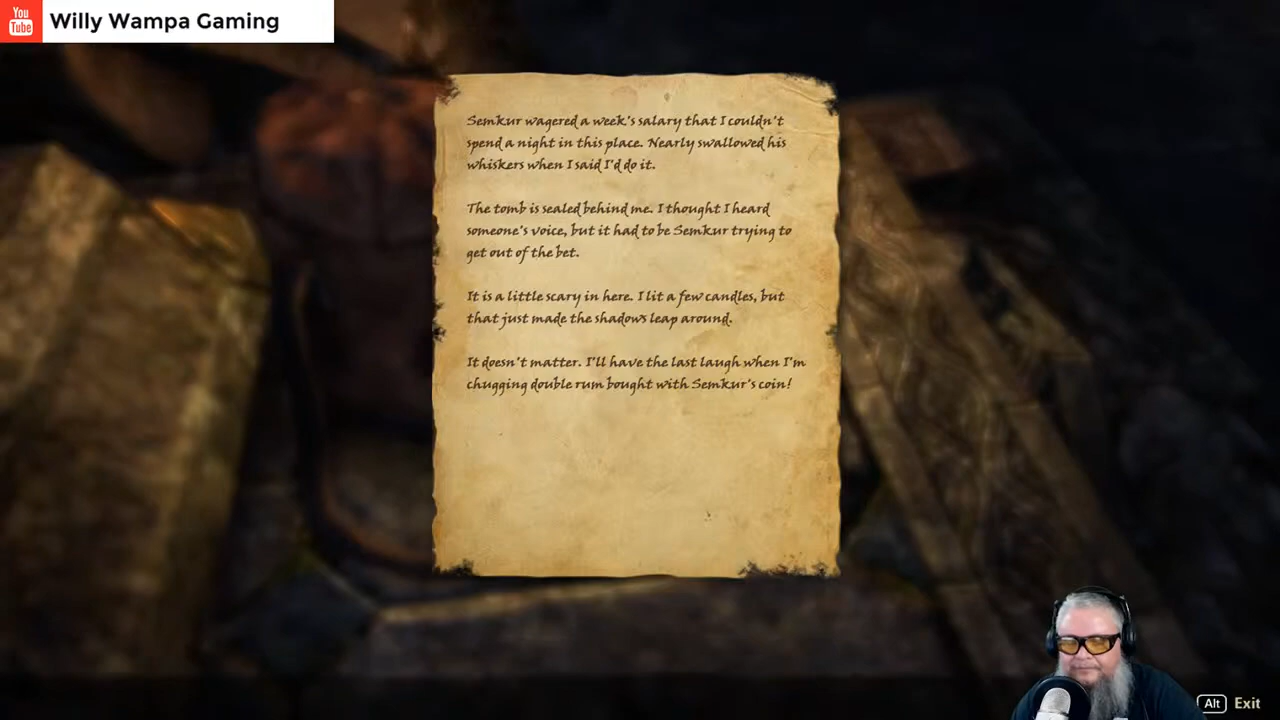 You
Tube
Willy Wampa Gaming
Semkur wagered a week's salary that I couldn't
spend a night in this place. Nearly swallowed his
whiskers when I said I'd do it.
The tomb is sealed behind me. I thought I heard
someone's voice, but it had to be Semkur trying to
get out of the bet.
It is a little scary in here. I lit a few candles, but
that just made the shadows leap around.
It doesn't matter. I'll have the last laugh when I'm
chugging double rum bought with Semkur's coin!
Alt Exit